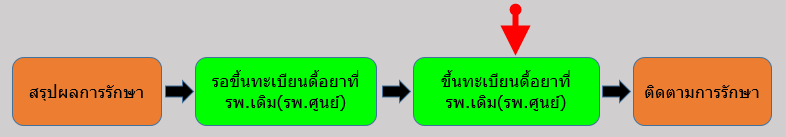 สรุปผลการรักษา
รอขึ้นทะเบียนดื้อยาที่
รพ.เดิม(รพ.ศูนย์)
ขึ้นทะเบียนดื้อยาที่
รพ.เดิม(รพ.ศูนย์)
ติดตามการรักษา